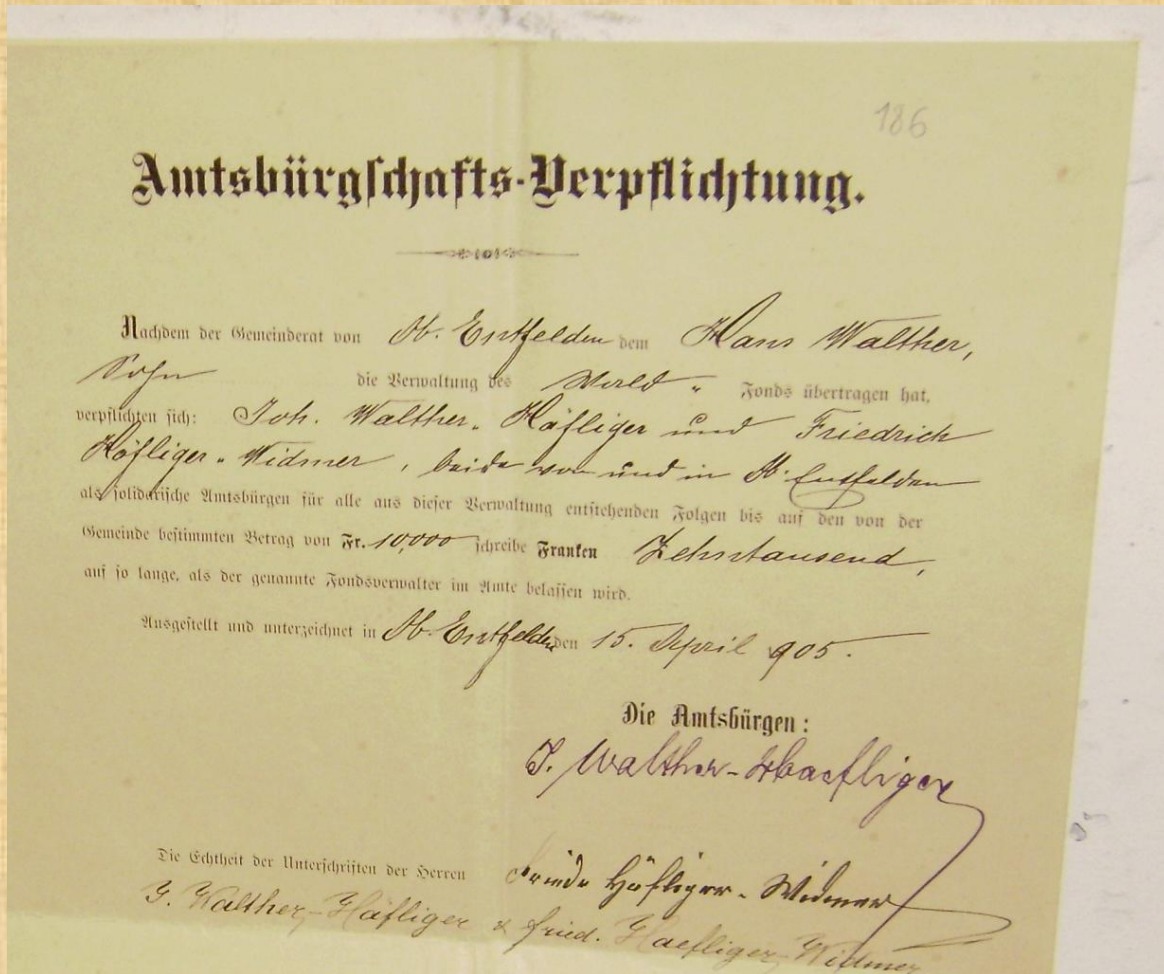 186
Amtsbürgschafts-Verpflichtung.
Nachdem der Gemeinderat von Ob. Entfelden dem Hans Walther,
Sohn die Verwaltung des Fonds übertragen hat,
verpflichten sich: Joh. Walther-Häfliger und Friedrich
Häfliger-Widmer, beide von und in Ob. Entfelden
als solidarische Amtsbürgen für alle aus dieser Verwaltung entstehenden Folgen bis auf den von der
Gemeinde bestimmten Betrag von Fr. 10,000 schreibe Franken Zehntausend,
auf so lange, als der genannte Fondsverwalter im Amte belassen wird.
Ausgestellt und unterzeichnet in Ob. Entfelden den 15. April 905.
Die Amtsbürgen:
J. Walther-Haefliger
Die Echtheit der Unterschriften der Herren
Häfliger-Widmer
J. Walther-Häfliger & Fried. Haefliger-Widmer